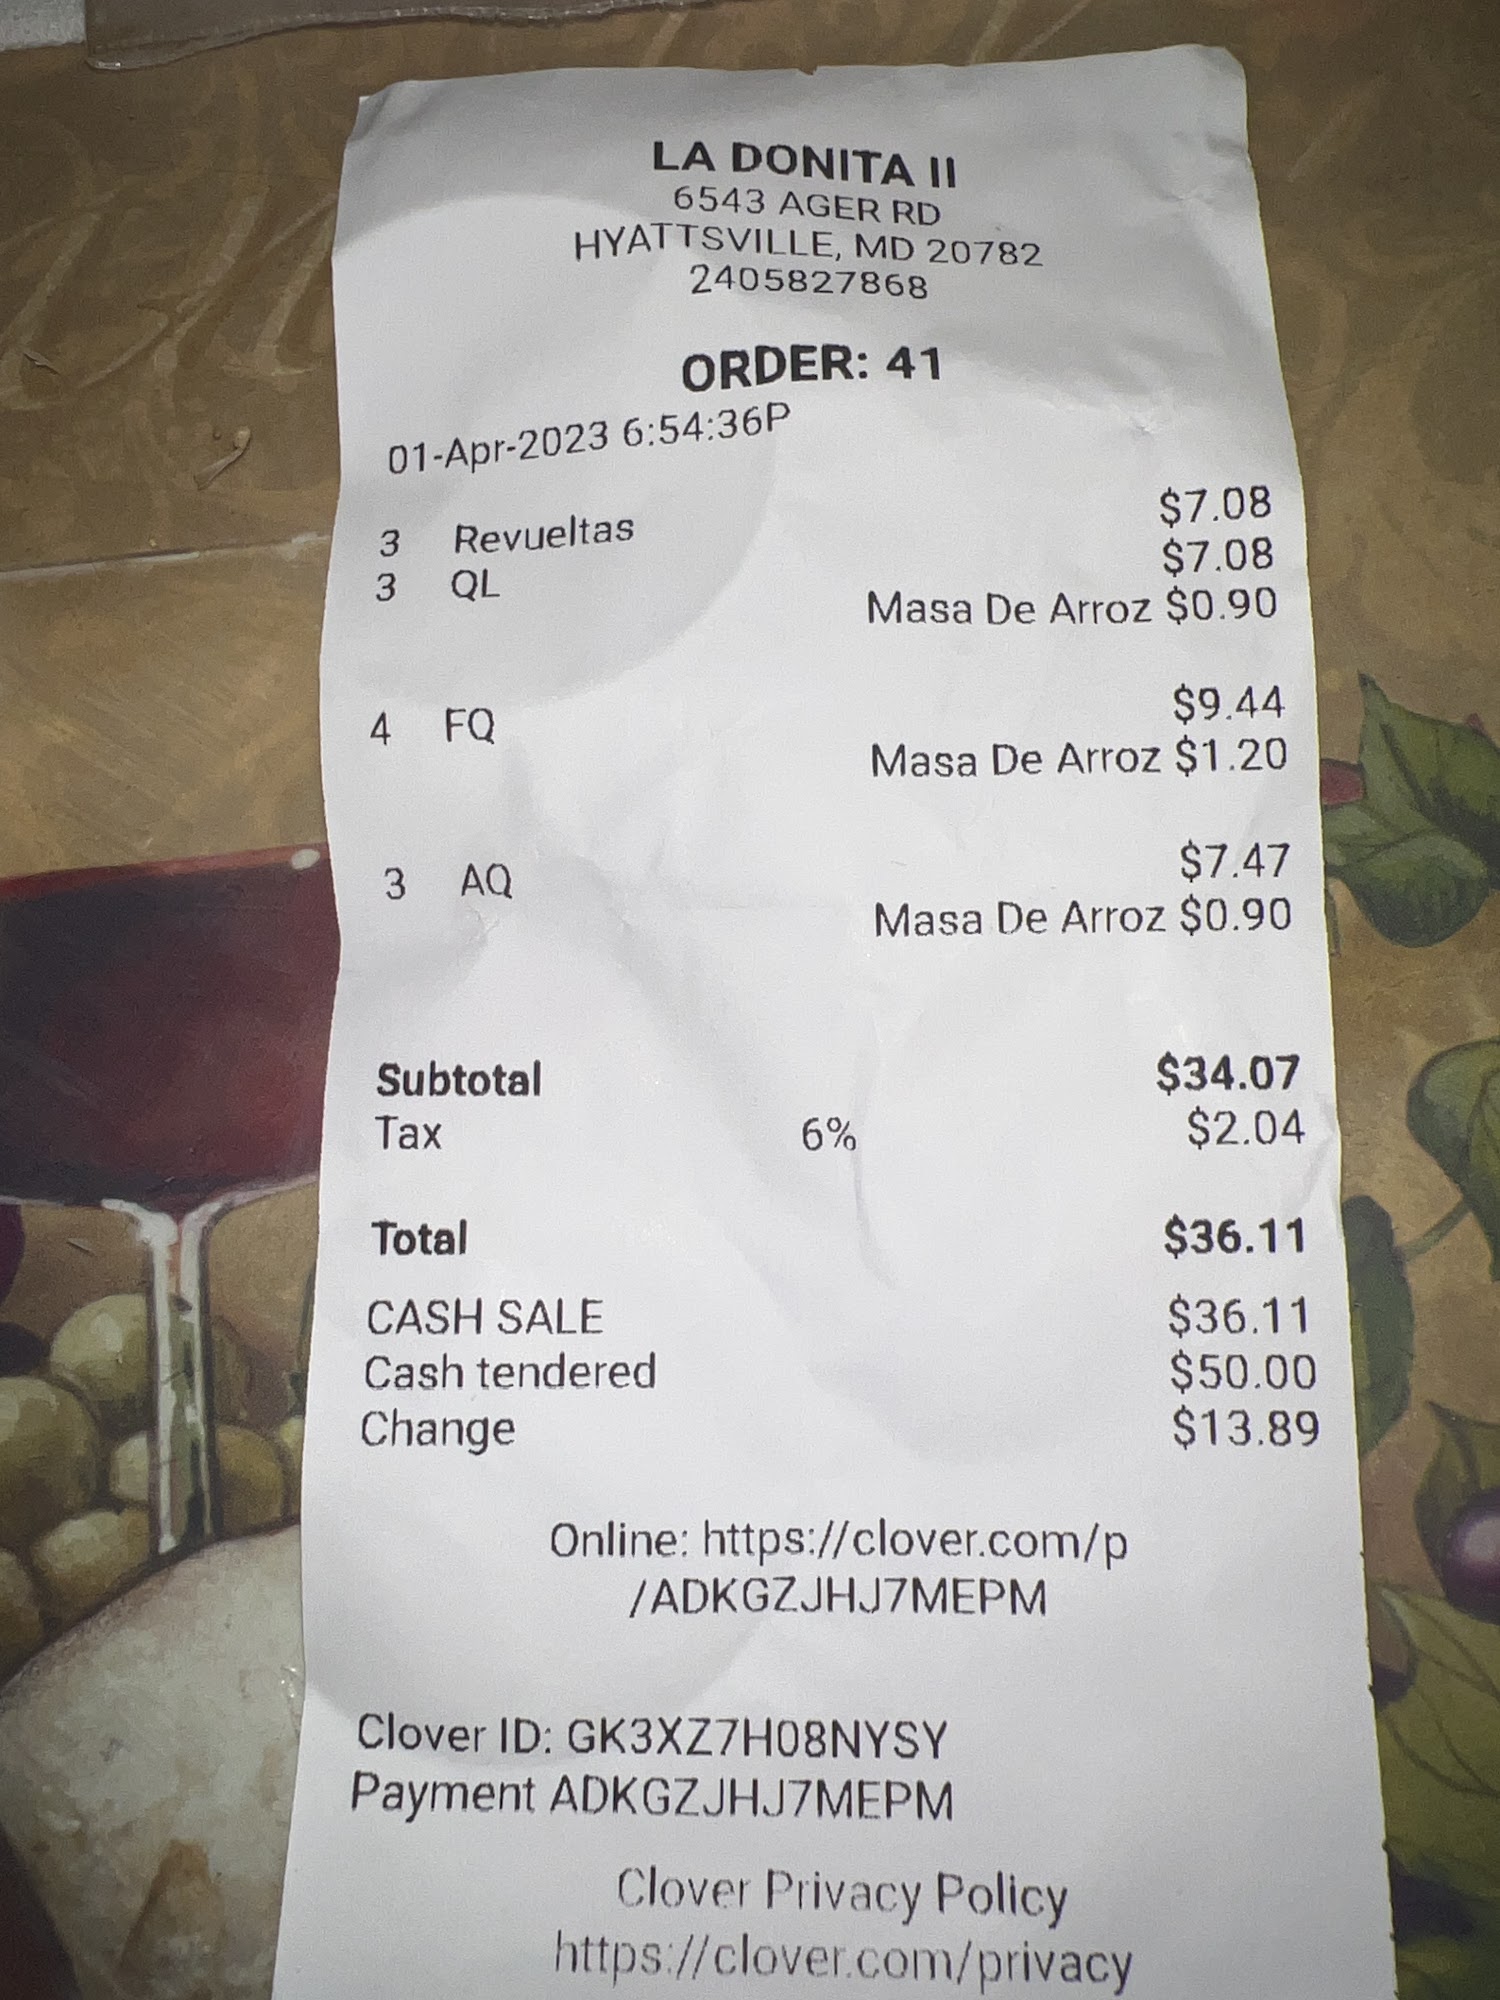 LA DONITA II
6543 AGER RD
HYATTSVILLE, MD 20782
2405827868
ORDER: 41
01-Apr-2023 6:54:36P
3 Revueltas $7.08
3 QL $7.08
Masa De Arroz $0.90
4 FQ $9.44
Masa De Arroz $1.20
3 AQ $7.47
Masa De Arroz $0.90
Subtotal $34.07
Tax 6% $2.04
Total $36.11
CASH SALE $36.11
Cash tendered $50.00
Change $13.89
Online: https://clover.com/p
/ADKGZJHJ7MEPM
Clover ID: GK3XZ7H08NYSY
Payment ADKGZJHJ7MEPM
Clover Privacy Policy
https://clover.com/privacy